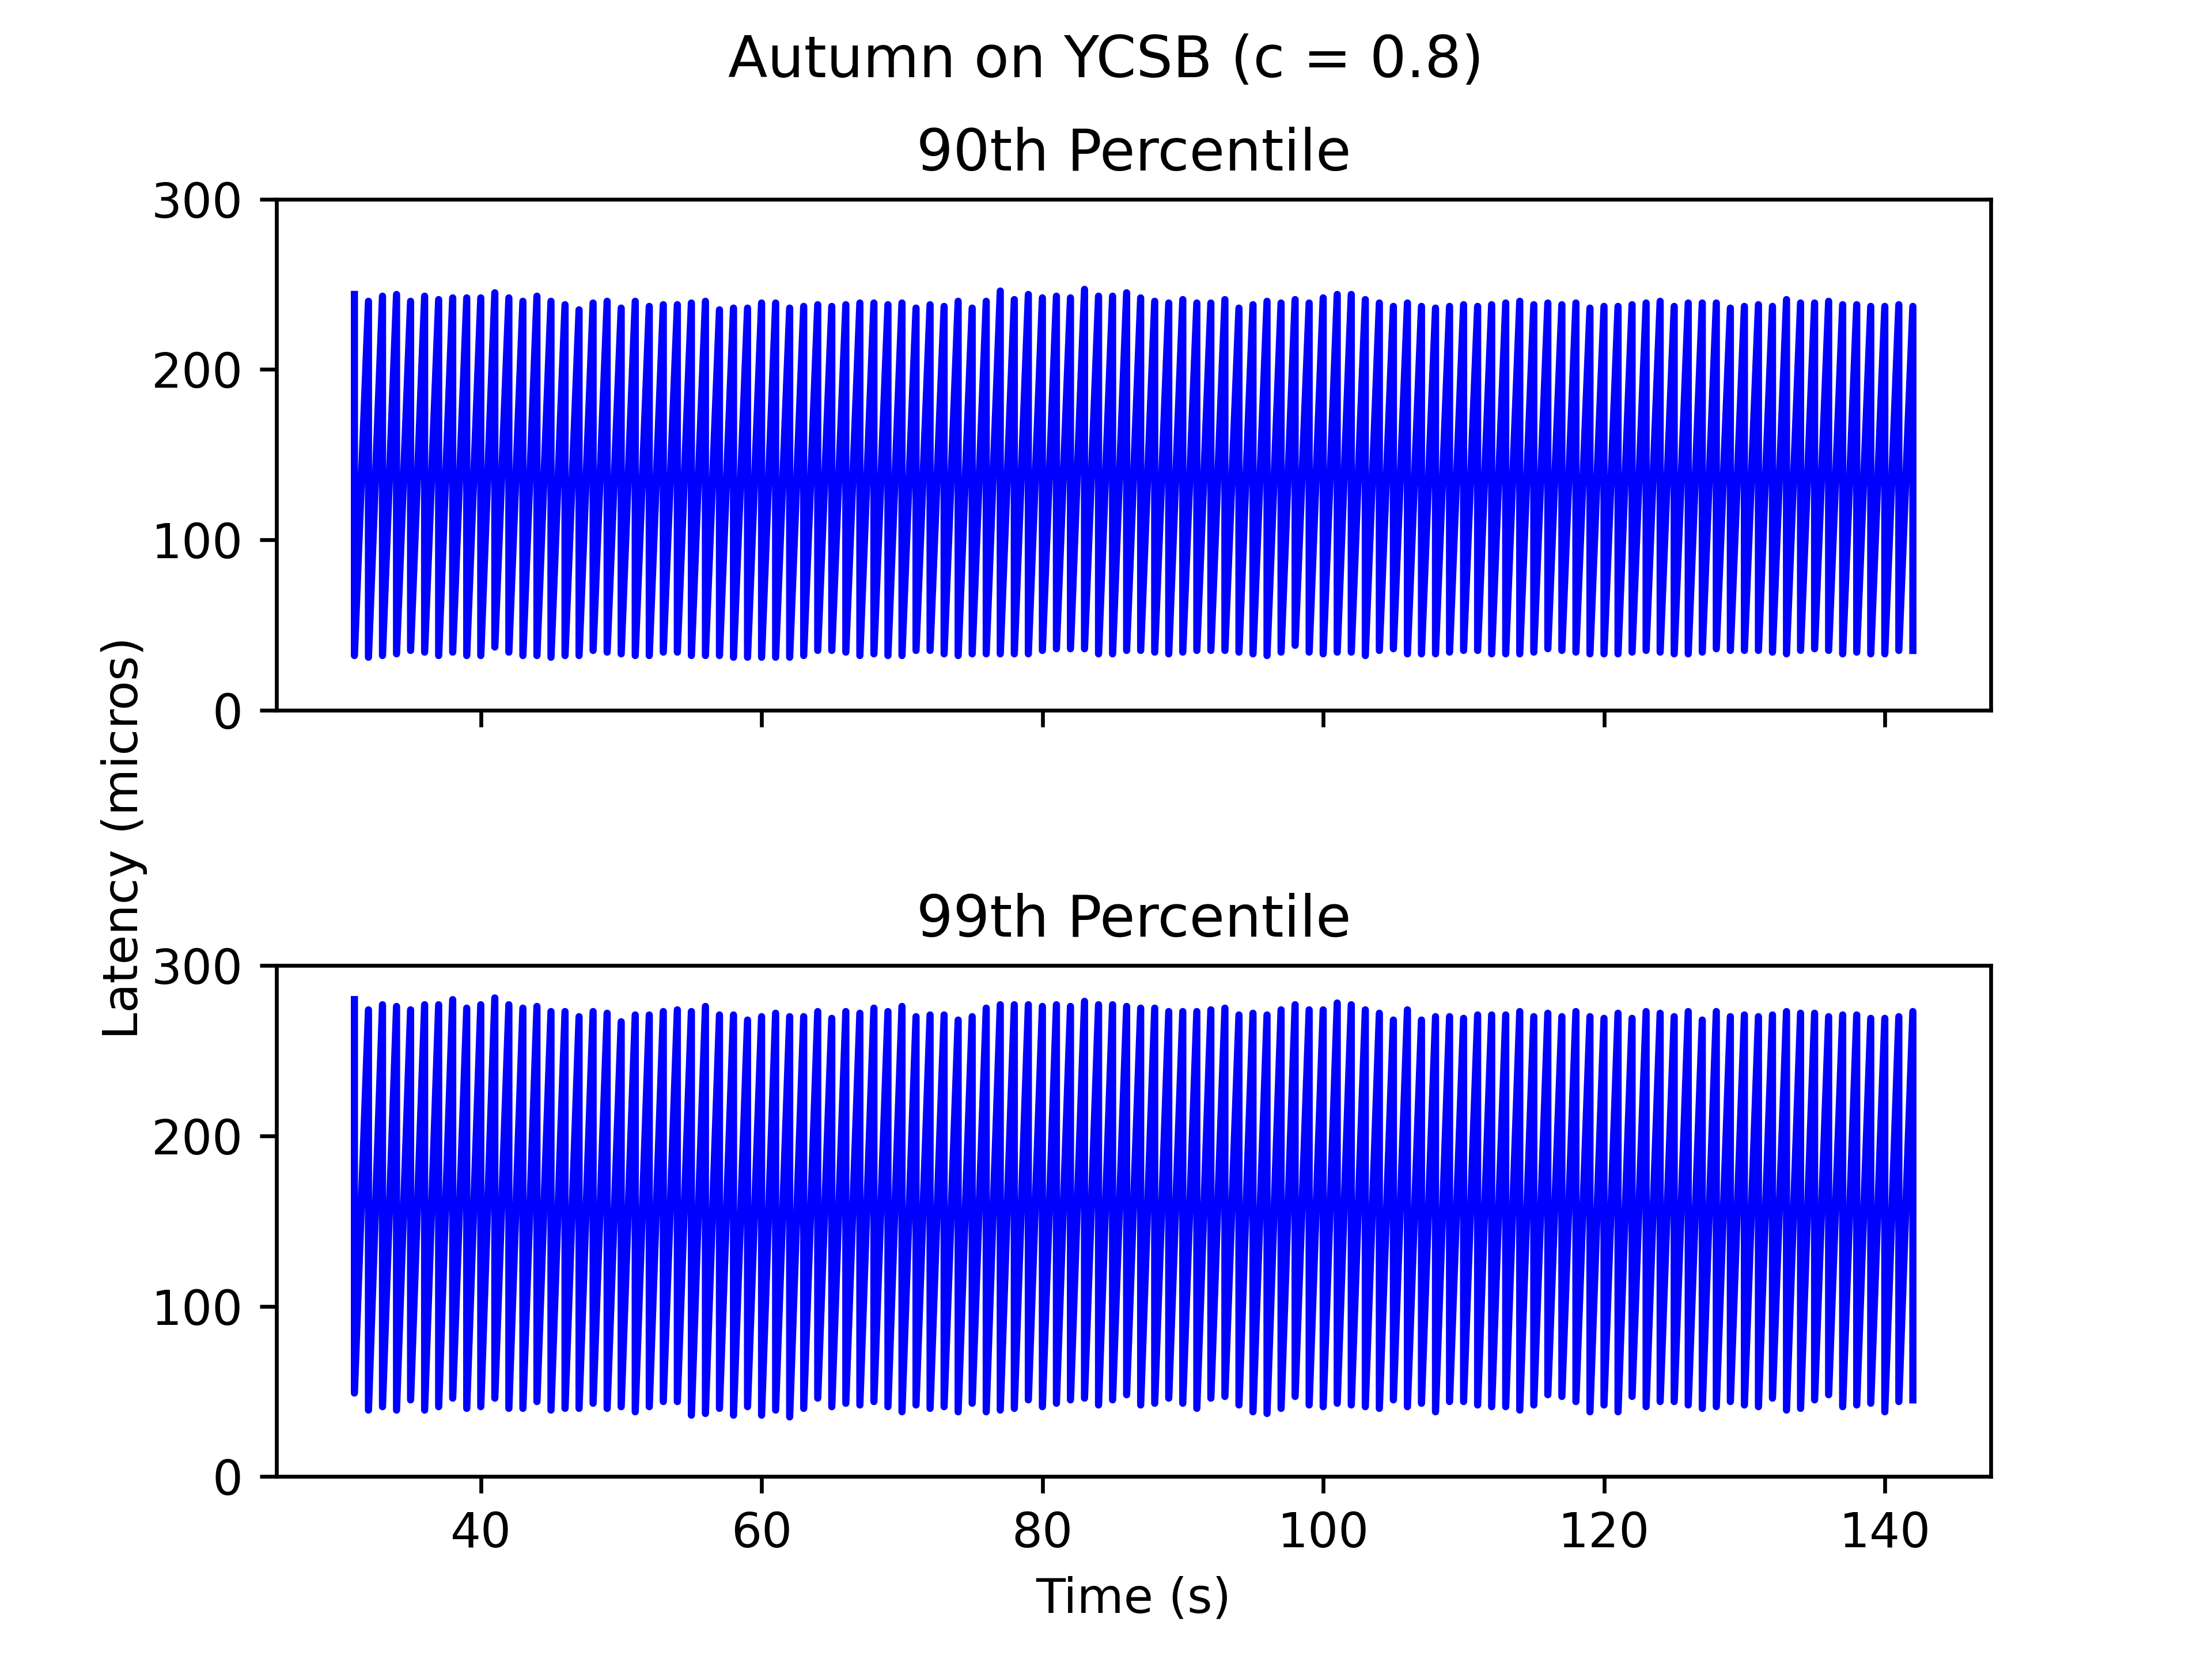 Autumn on YCSB (c = 0.8)
90th Percentile
300
200
100
0
Latency (micros)
99th Percentile
300
200
100
0
40 60 80 100 120 140
Time (s)